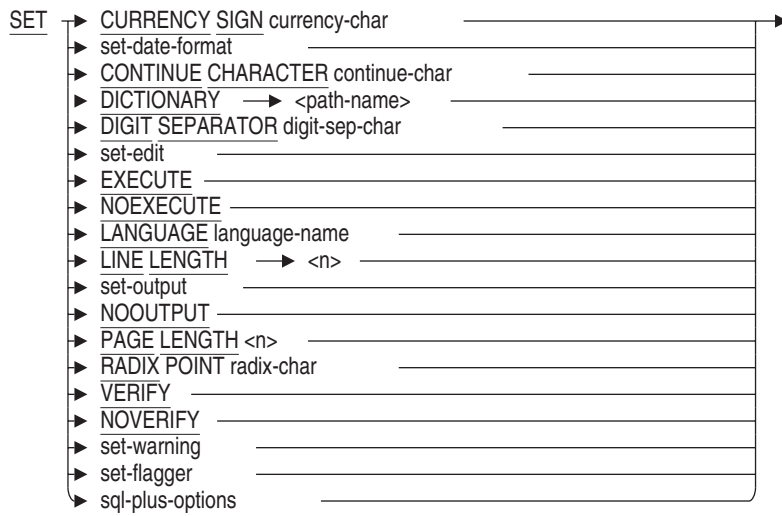 SET CURRENCY SIGN currency-char
set-date-format
CONTINUE CHARACTER continue-char
DICTIONARY <path-name>
DIGIT SEPARATOR digit-sep-char
set-edit
EXECUTE
NOEXECUTE
LANGUAGE language-name
LINE LENGTH <n>
set-output
NOOUTPUT
PAGE LENGTH <n>
RADIX POINT radix-char
VERIFY
NOVERIFY
set-warning
set-flagger
sql-plus-options